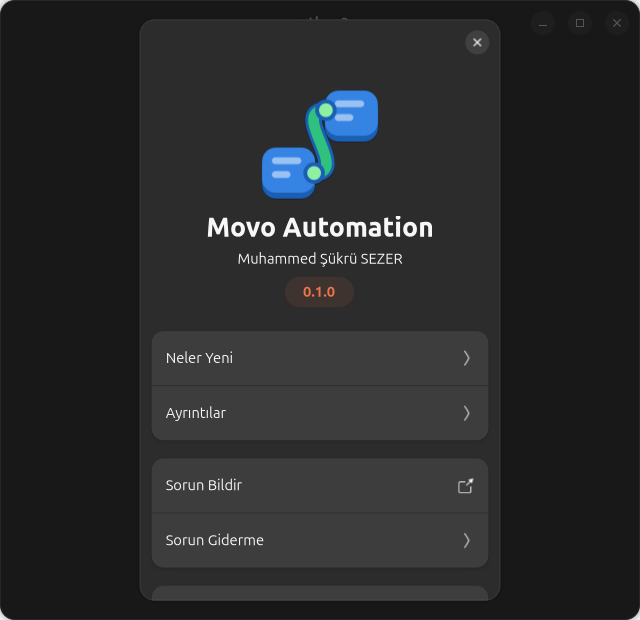 Movo Automation
Muhammed Şükrü SEZER
0.1.0
Neler Yeni
Ayrıntılar
Sorun Bildir
Sorun Giderme